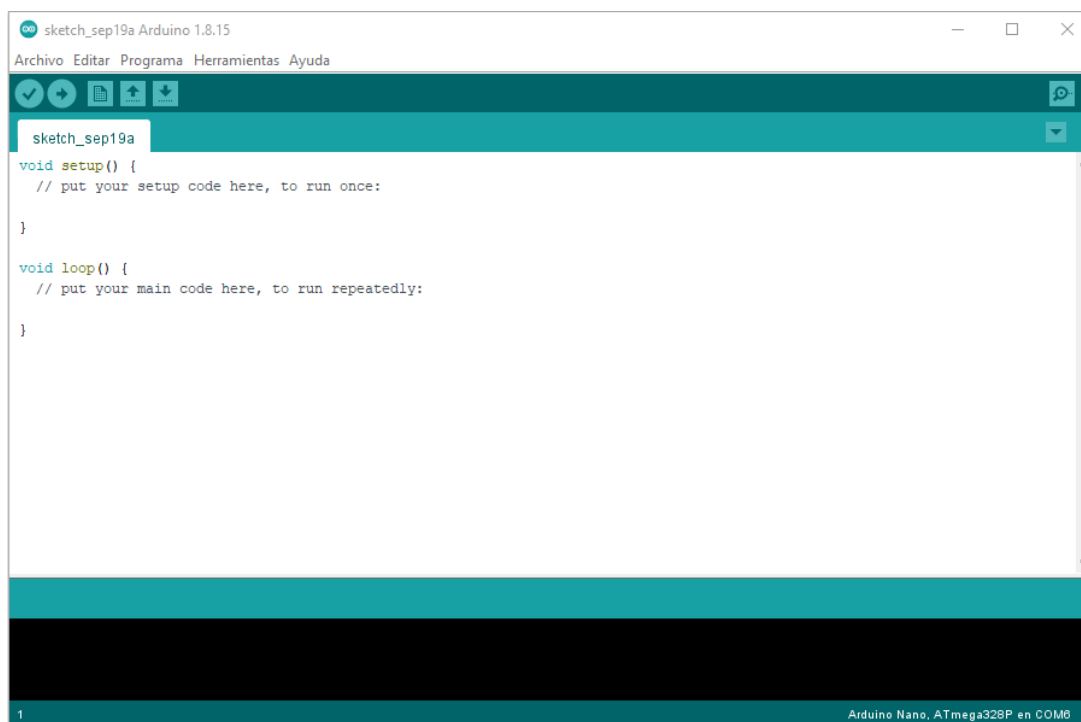 sketch_sep19a Arduino 1.8.15
Archivo Editar Programa Herramientas Ayuda
sketch_sep19a
void setup() {
  // put your setup code here, to run once:
}
void loop() {
  // put your main code here, to run repeatedly:
}
1
Arduino Nano, ATmega328P en COM6